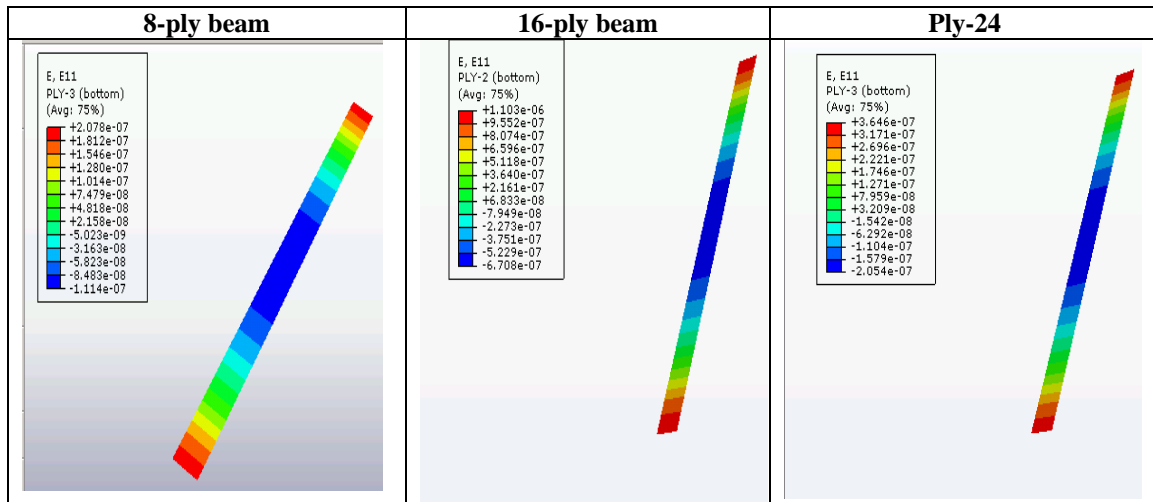 8-ply beam
16-ply beam
Ply-24
E, E11
PLY-3 (bottom)
(Avg: 75%)
+2.078e-07
+1.812e-07
+1.546e-07
+1.280e-07
+1.014e-07
+7.479e-08
+4.818e-08
+2.158e-08
-5.023e-09
-3.163e-08
-5.823e-08
-8.483e-08
-1.114e-07
E, E11
PLY-2 (bottom)
(Avg: 75%)
+1.103e-06
+9.552e-07
+8.074e-07
+6.596e-07
+5.118e-07
+3.640e-07
+2.161e-07
+6.833e-08
-7.949e-08
-2.273e-07
-3.751e-07
-5.229e-07
-6.708e-07
E, E11
PLY-3 (bottom)
(Avg: 75%)
+3.646e-07
+3.171e-07
+2.696e-07
+2.221e-07
+1.746e-07
+1.271e-07
+7.959e-08
+3.209e-08
-1.542e-08
-6.292e-08
-1.104e-07
-1.579e-07
-2.054e-07